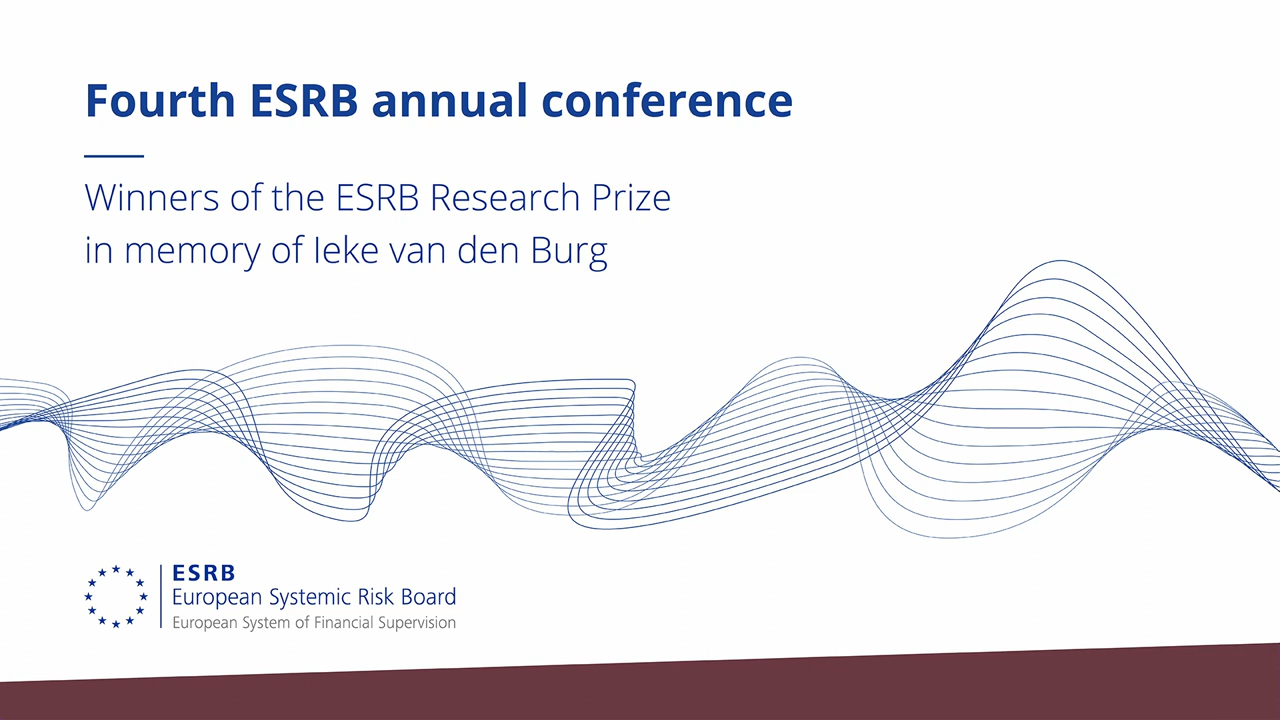 Fourth ESRB annual conference
Winners of the ESRB Research Prize
in memory of Ieke van den Burg
ESRB
European Systemic Risk Board
European System of Financial Supervision